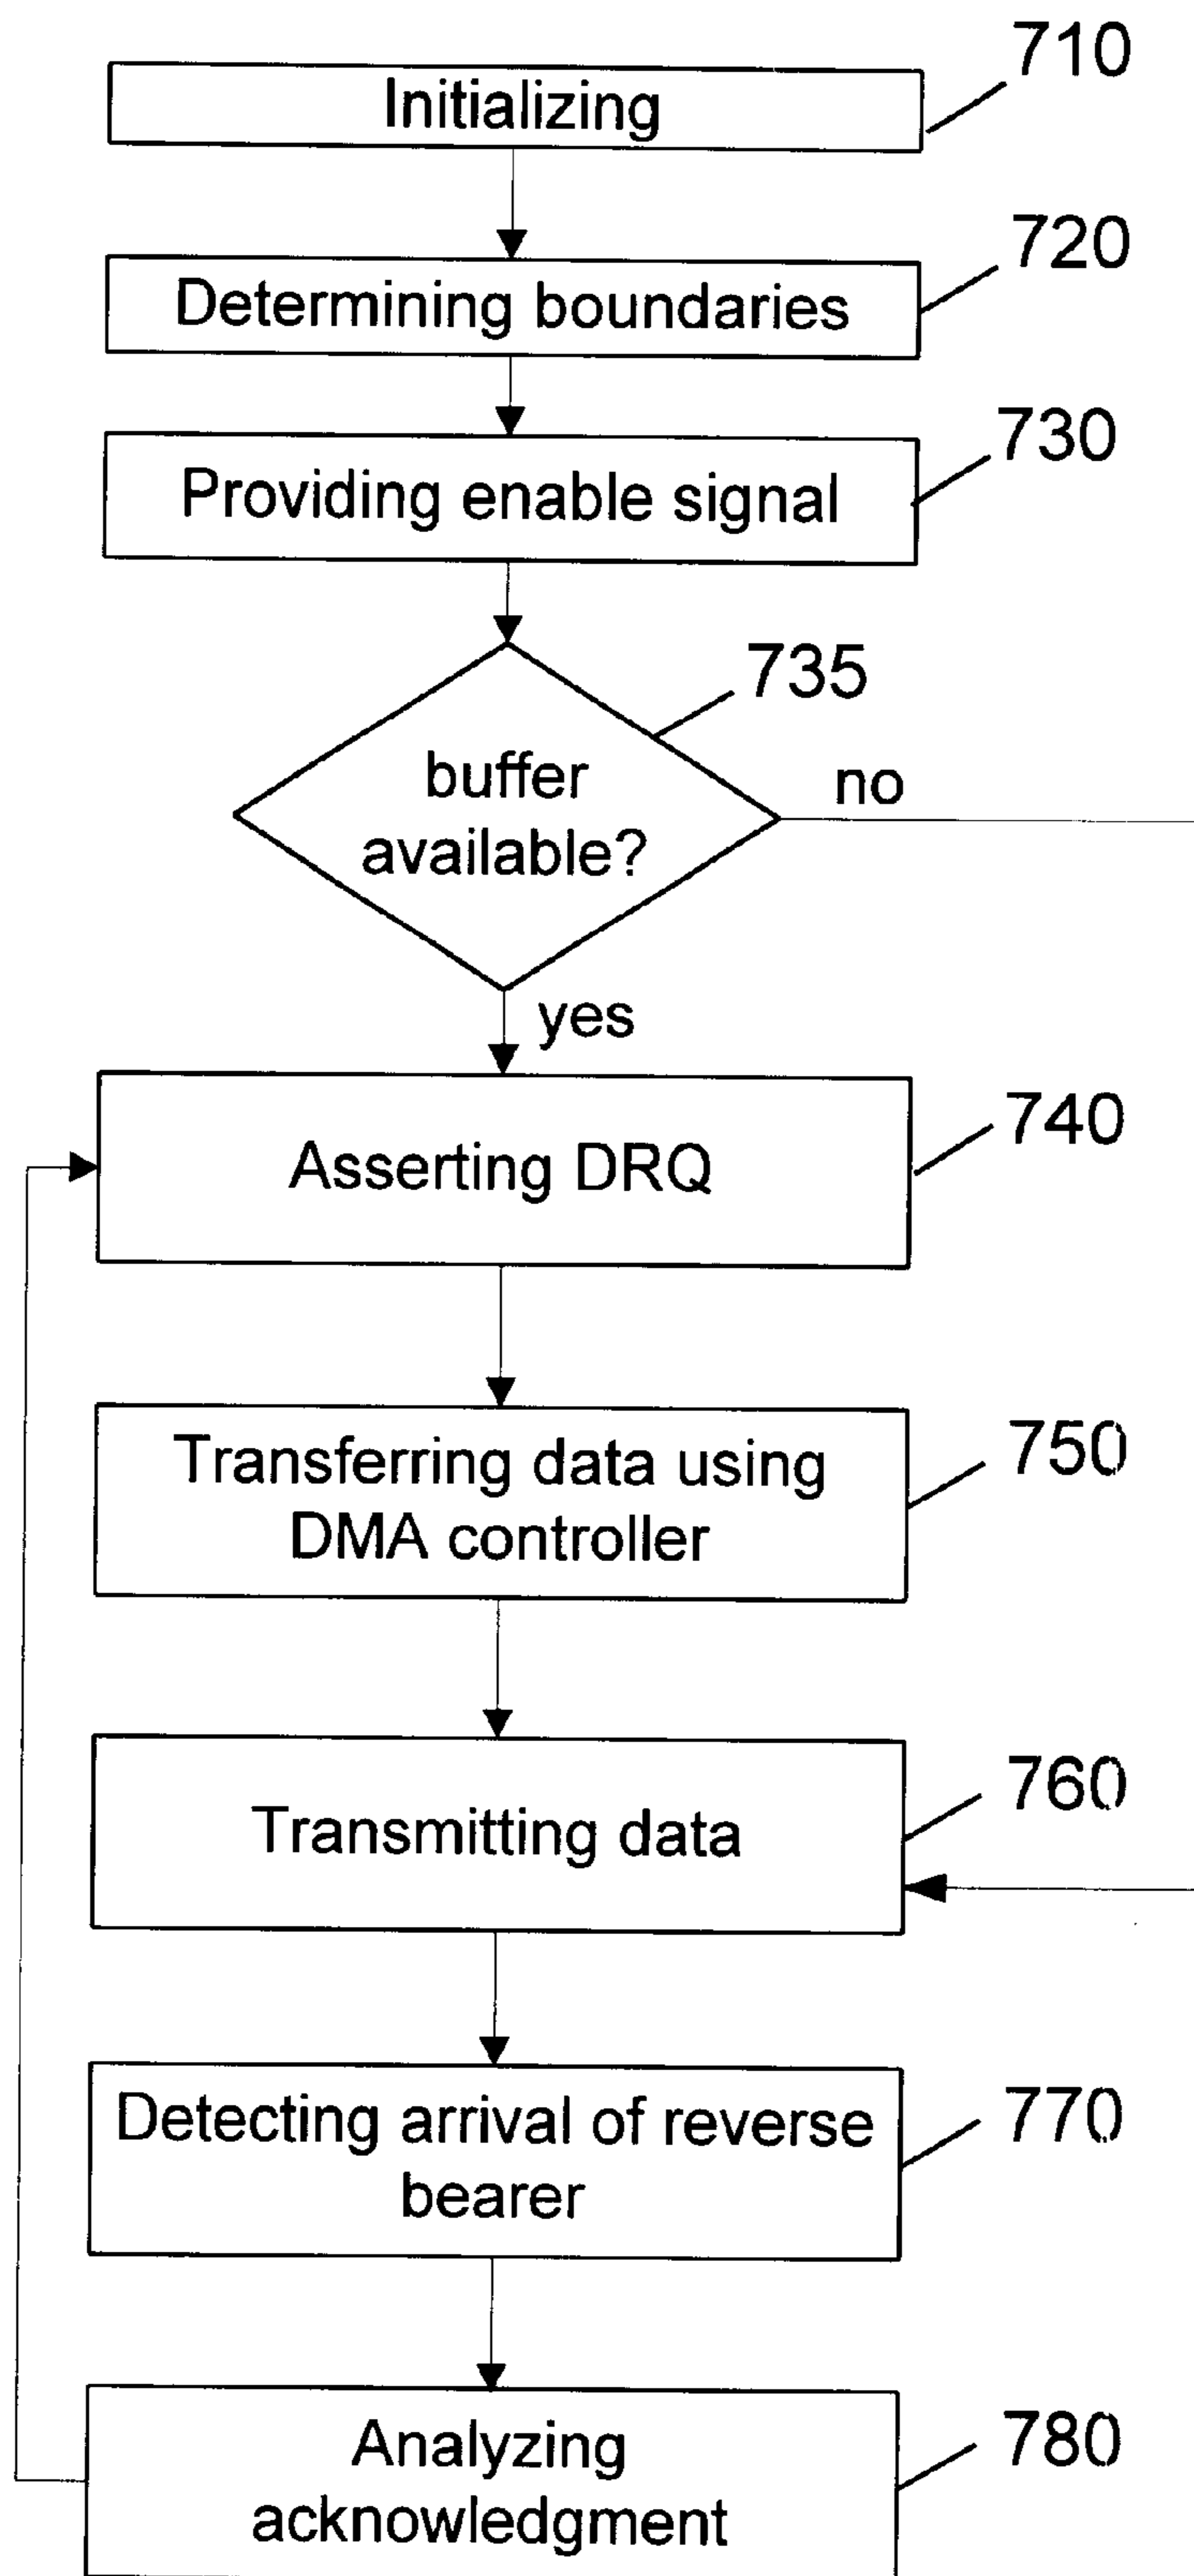 710
Initializing
720
Determining boundaries
730
Providing enable signal
735
buffer
available?
no
yes
740
Asserting DRQ
750
Transferring data using
DMA controller
760
Transmitting data
770
Detecting arrival of reverse
bearer
780
Analyzing
acknowledgment